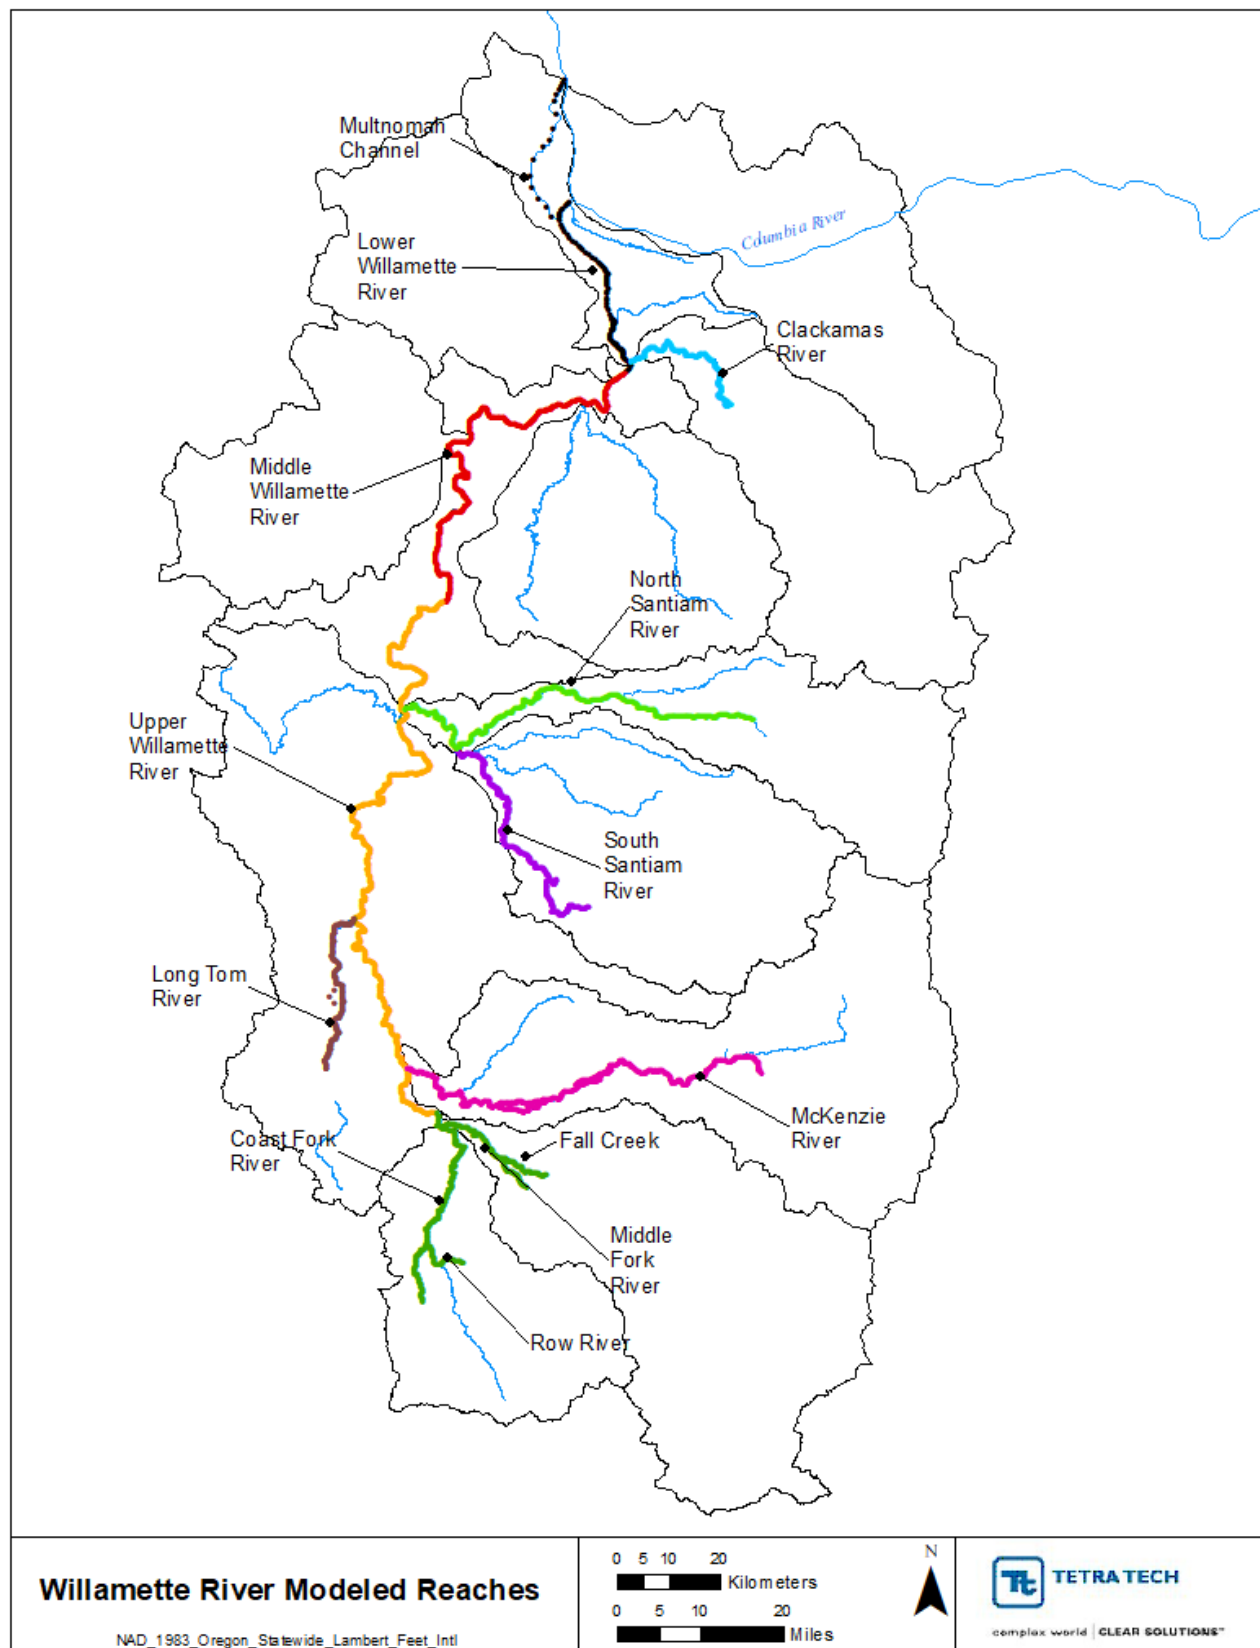 Multnomah
Channel
Lower
Willamette
River
Columbia River
Clackamas
River
Middle
Willamette
River
North
Santiam
River
Upper
Willamette
River
South
Santiam
River
Long Tom
River
McKenzie
River
Coast Fork
River
Fall Creek
Middle
Fork
River
Row River
Willamette River Modeled Reaches
NAD_1983_Oregon_Statewide_Lambert_Feet_Intl
0 5 10 20
Kilometers
0 5 10 20
Miles
N
Tt
TETRA TECH
complex world | CLEAR SOLUTIONS™